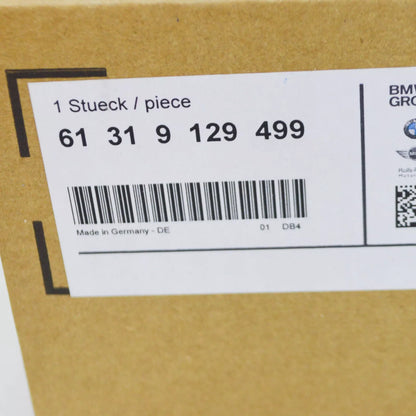 1 Stueck / piece
61 31 9 129 499
Made in Germany - DE 01 DB4
BMW
GRO